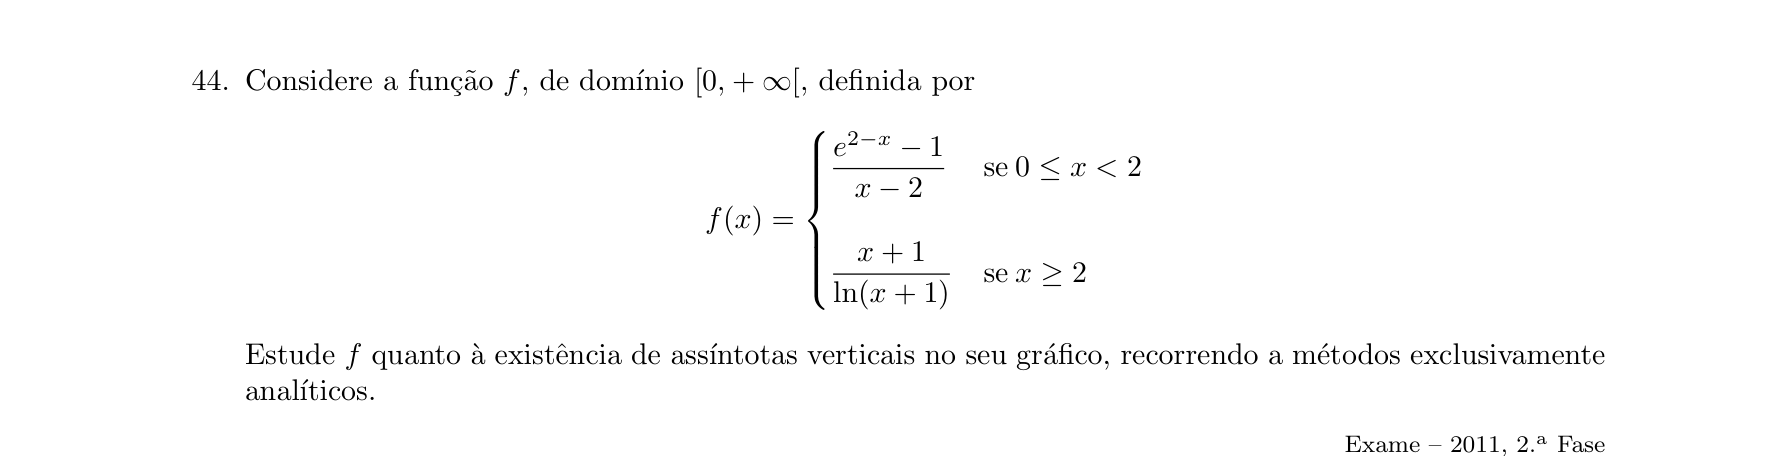 44. Considere a função f, de domínio [0, + ∞[, definida por
f(x) = { (e^{2−x} − 1)/(x − 2) se 0 ≤ x < 2
(x + 1)/(ln(x + 1)) se x ≥ 2
Estude f quanto à existência de assíntotas verticais no seu gráfico, recorrendo a métodos exclusivamente
analíticos.
Exame – 2011, 2.ª Fase